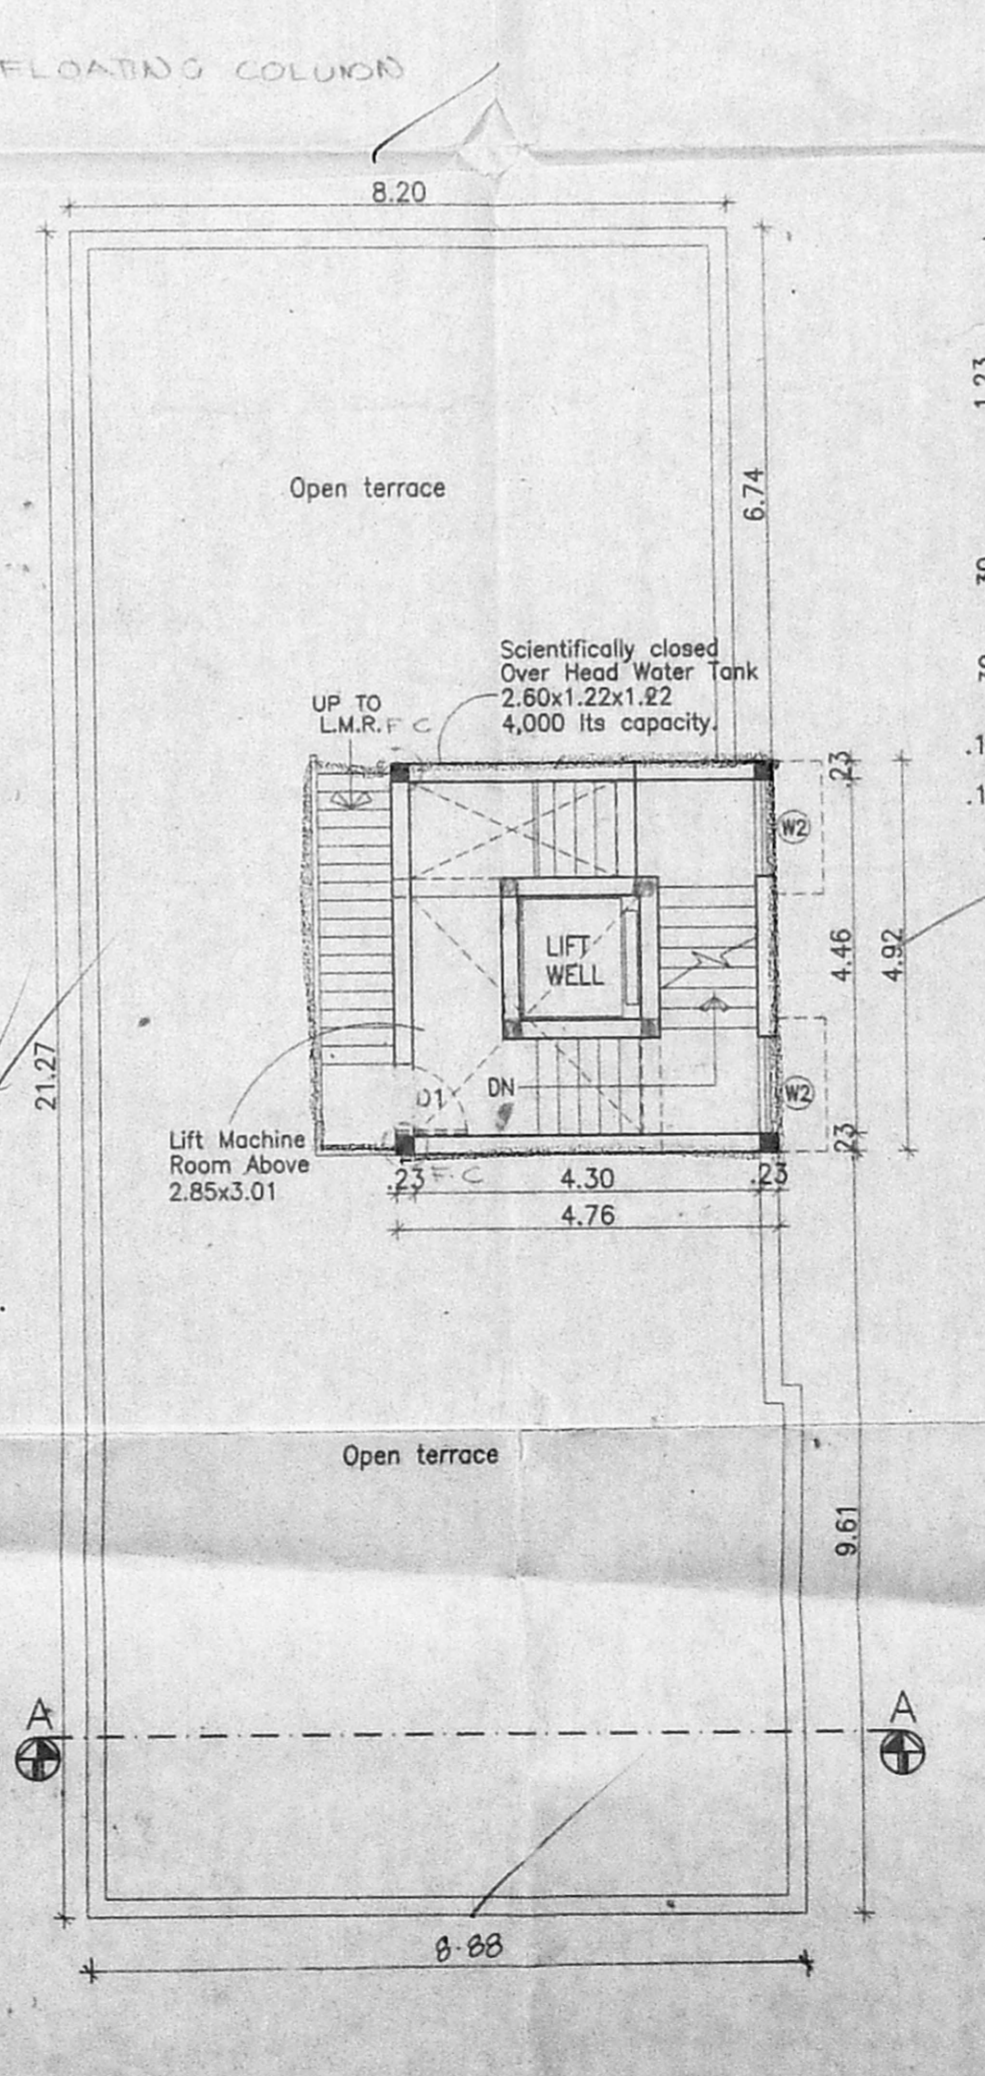 FLOATING COLUMN
8.20
1.23
Open terrace
6.74
Scientifically closed
Over Head Water Tank
2.60x1.22x1.22
4,000 lts capacity.
UP TO
L.M.R. F C
.23
W2
LIFT
WELL
4.46
4.92
21.27
D1
DN
W2
.23
Lift Machine
Room Above
2.85x3.01
.23 F.C 4.30 .23
4.76
Open terrace
9.61
A A
8.88